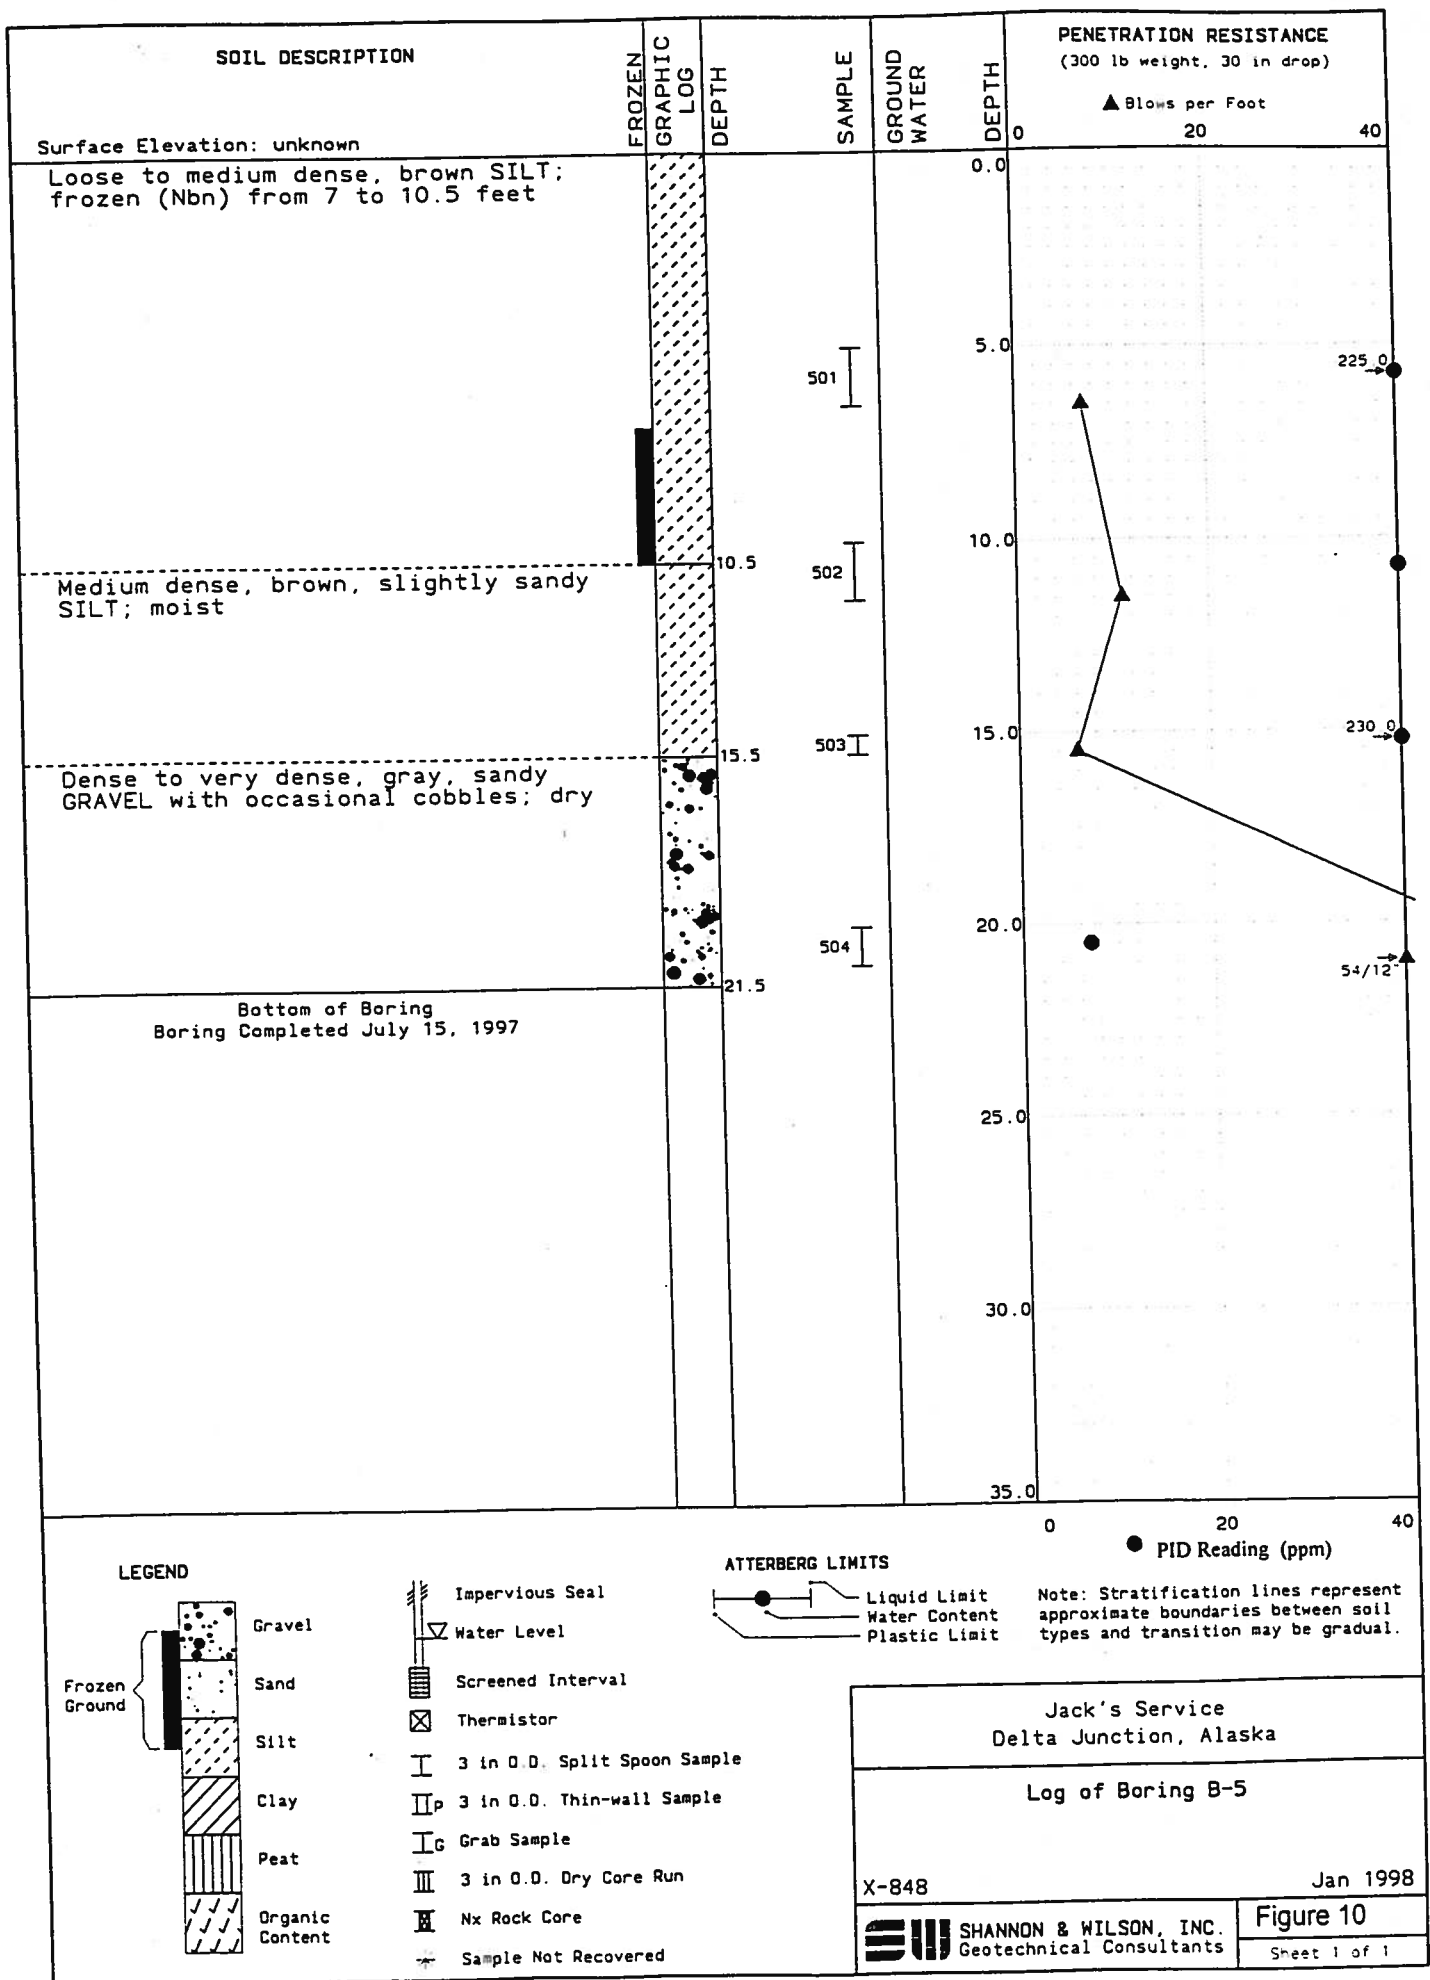 SOIL DESCRIPTION
Surface Elevation: unknown
FROZEN
GRAPHIC LOG
DEPTH
SAMPLE
GROUND WATER
DEPTH
PENETRATION RESISTANCE
(300 lb weight, 30 in drop)
▲ Blows per Foot
0 20 40
Loose to medium dense, brown SILT;
frozen (Nbn) from 7 to 10.5 feet
0.0
5.0
225.0
501
10.0
10.5
502
Medium dense, brown, slightly sandy
SILT; moist
15.0
230.0
503
15.5
Dense to very dense, gray, sandy
GRAVEL with occasional cobbles; dry
20.0
504
54/12"
21.5
Bottom of Boring
Boring Completed July 15, 1997
25.0
30.0
35.0
0 20 40
● PID Reading (ppm)
LEGEND
Gravel
Sand
Silt
Clay
Peat
Organic
Content
Frozen
Ground
Impervious Seal
Water Level
Screened Interval
Thermistor
3 in O.D. Split Spoon Sample
P 3 in O.D. Thin-wall Sample
G Grab Sample
3 in O.D. Dry Core Run
Nx Rock Core
Sample Not Recovered
ATTERBERG LIMITS
Liquid Limit
Water Content
Plastic Limit
Note: Stratification lines represent
approximate boundaries between soil
types and transition may be gradual.
Jack's Service
Delta Junction, Alaska
Log of Boring B-5
X-848 Jan 1998
SHANNON & WILSON, INC.
Geotechnical Consultants
Figure 10
Sheet 1 of 1